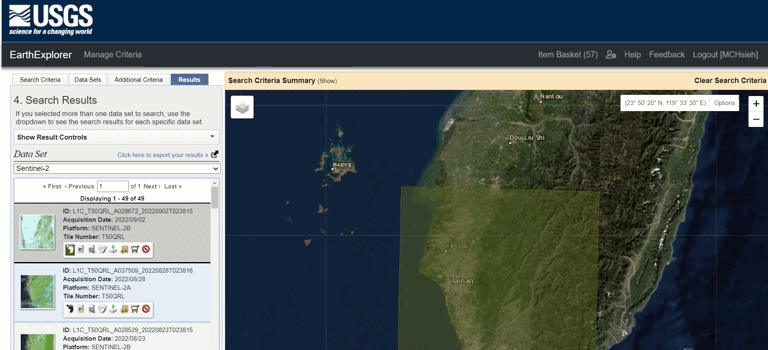 USGS
science for a changing world
EarthExplorer
Manage Criteria
Item Basket (57)
Help
Feedback
Logout [MCHsieh]
Search Criteria
Data Sets
Additional Criteria
Results
Search Criteria Summary (Show)
Clear Search Criteria
4. Search Results
If you selected more than one data set to search, use the
dropdown to see the search results for each specific data set.
Show Result Controls
Data Set
Click here to export your results »
Sentinel-2
« First ‹ Previous 1 of 1 Next › Last »
Displaying 1 - 49 of 49
ID: L1C_T50QRL_A028672_20220902T023815
Acquisition Date: 2022/09/02
Platform: SENTINEL-2B
Tile Number: T50QRL
ID: L1C_T50QRL_A037509_20220828T023816
Acquisition Date: 2022/08/28
Platform: SENTINEL-2A
Tile Number: T50QRL
ID: L1C_T50QRL_A028529_20220823T023815
Acquisition Date: 2022/08/23
Platform: SENTINEL-2B
(23° 50' 20" N, 119° 33' 30" E)
Options
+
−
Nantou
Dou Liu Shi
Magong
Tainan